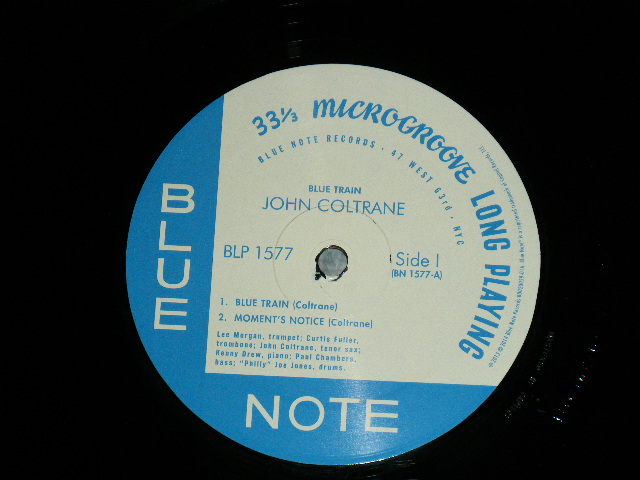 33⅓ MICROGROOVE LONG PLAYING
BLUE NOTE RECORDS · 47 WEST 63rd · NYC
BLUE TRAIN
JOHN COLTRANE
BLP 1577
Side 1
(BN 1577-A)
1. BLUE TRAIN (Coltrane)
2. MOMENT'S NOTICE (Coltrane)
Lee Morgan, trumpet; Curtis Fuller,
trombone; John Coltrane, tenor sax;
Kenny Drew, piano; Paul Chambers,
bass; "Philly" Joe Jones, drums.
BLUE
NOTE